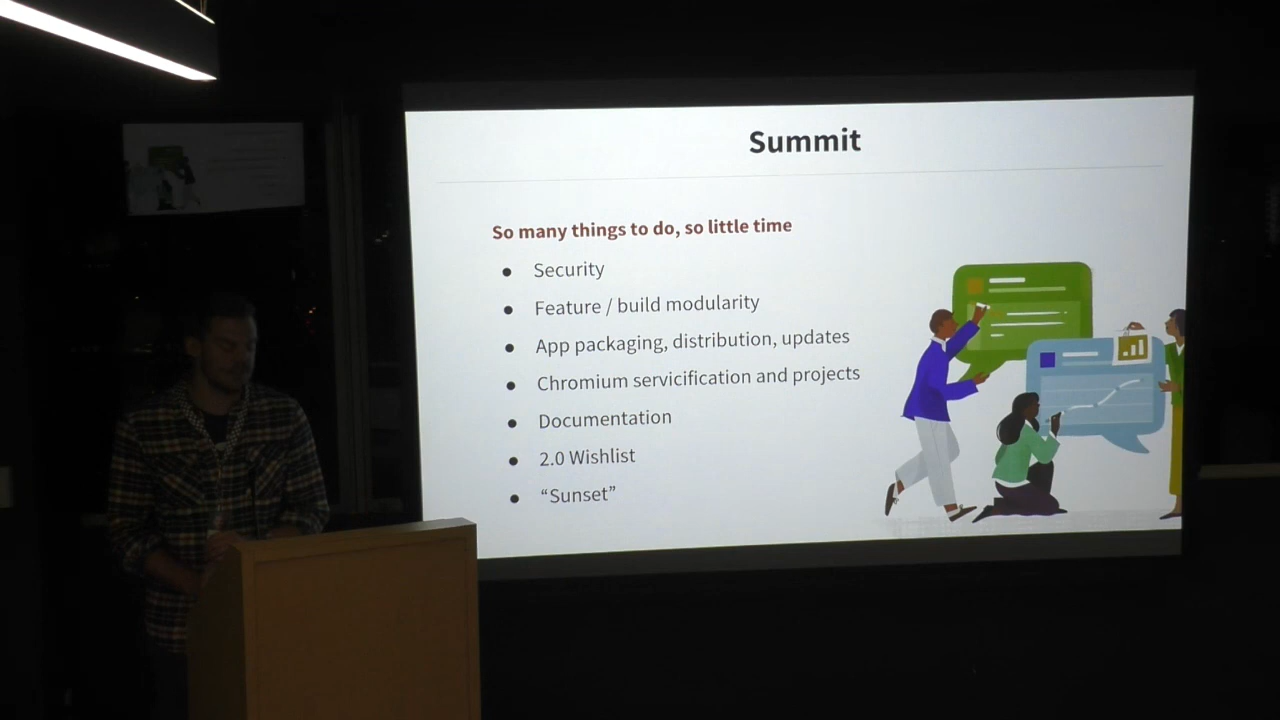 Summit
So many things to do, so little time
● Security
● Feature / build modularity
● App packaging, distribution, updates
● Chromium servicification and projects
● Documentation
● 2.0 Wishlist
● “Sunset”